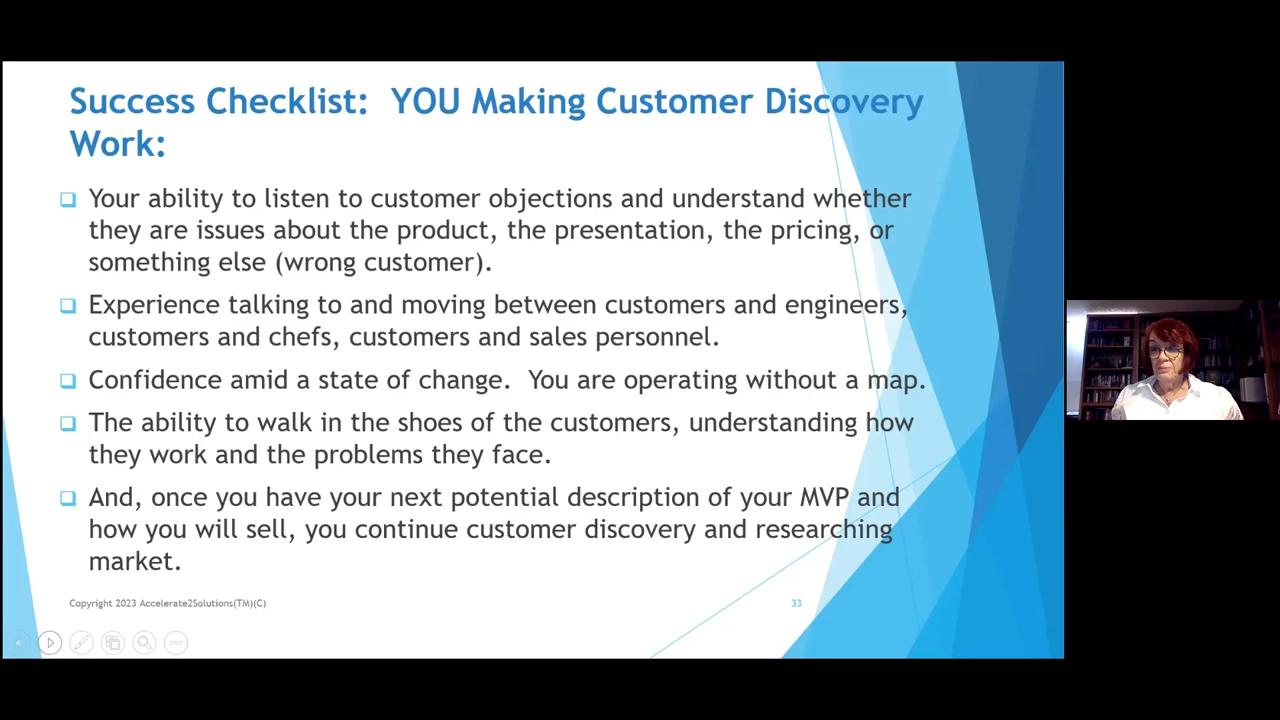 Success Checklist: YOU Making Customer Discovery
Work:
Your ability to listen to customer objections and understand whether
they are issues about the product, the presentation, the pricing, or
something else (wrong customer).
Experience talking to and moving between customers and engineers,
customers and chefs, customers and sales personnel.
Confidence amid a state of change. You are operating without a map.
The ability to walk in the shoes of the customers, understanding how
they work and the problems they face.
And, once you have your next potential description of your MVP and
how you will sell, you continue customer discovery and researching
market.
Copyright 2023 Accelerate2Solutions(TM)(C)
33